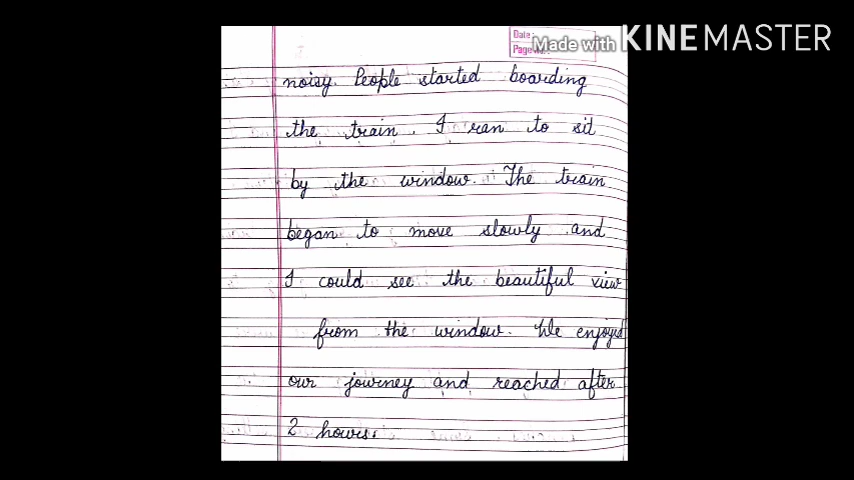 Date:
Page
Made with KINEMASTER
noisy. People started boarding
the train. I ran to sit
by the window. The train
began to move slowly and
I could see the beautiful view
from the window. We enjoyed
our journey and reached after
2 hours.